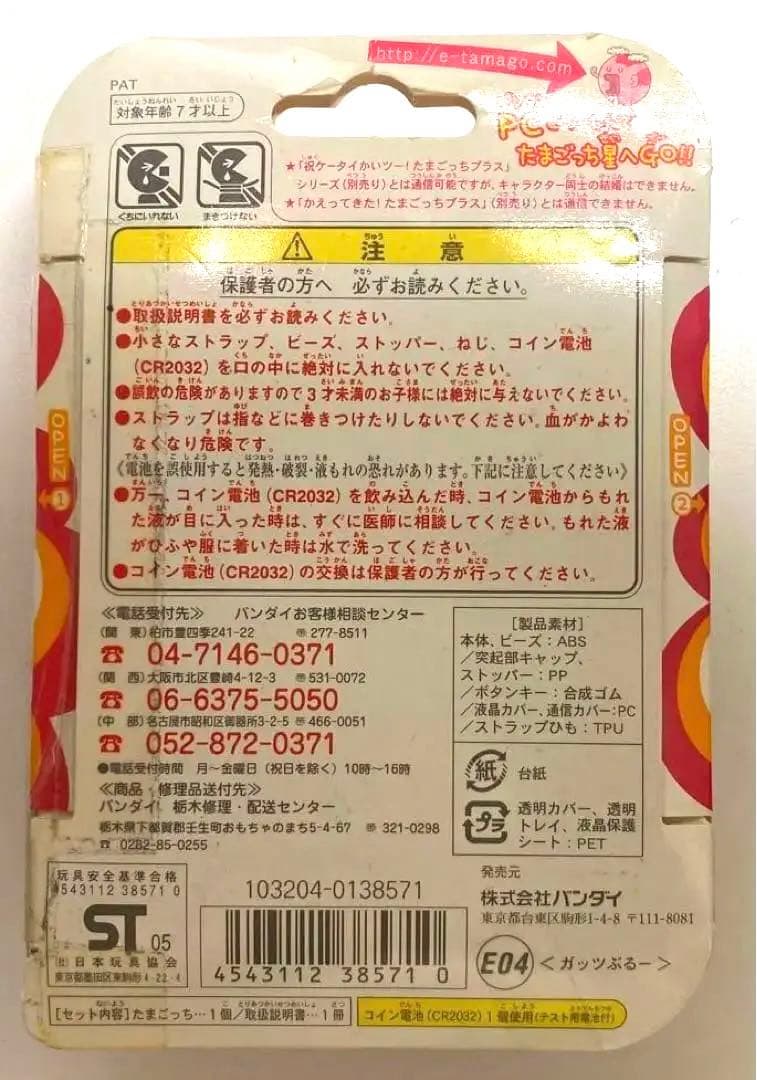 http://e-tamago.com
PAT
対象年齢7才以上
たまごっち星へGO!!
くちにいれない
まきつけない
★「祝ケータイかいツー!たまごっちプラス」
シリーズ(別売り)とは通信可能ですが、キャラクター同士の結婚はできません。
★「かえってきた!たまごっちプラス」(別売り)とは通信できません。
注意
保護者の方へ 必ずお読みください。
●取扱説明書を必ずお読みください。
●小さなストラップ、ビーズ、ストッパー、ねじ、コイン電池
(CR2032)を口の中に絶対に入れないでください。
●誤飲の危険がありますので3才未満のお子様には絶対に与えないでください。
●ストラップは指などに巻きつけたりしないでください。血がかよわ
なくなり危険です。
《電池を誤使用すると発熱・破裂・液もれの恐れがあります。下記に注意してください》
●万一、コイン電池(CR2032)を飲み込んだ時、コイン電池からもれ
た液が目に入った時は、すぐに医師に相談してください。もれた液
がひふや服に着いた時は水で洗ってください。
●コイン電池(CR2032)の交換は保護者の方が行ってください。
OPEN
1
OPEN
2
≪電話受付先≫ バンダイお客様相談センター
(関 東)柏市豊四季241-22 〒277-8511
☎ 04-7146-0371
(関 西)大阪市北区豊崎4-12-3 〒531-0072
☎ 06-6375-5050
(中 部)名古屋市昭和区御器所3-2-5 〒466-0051
☎ 052-872-0371
●電話受付時間 月〜金曜日(祝日を除く)10時〜16時
≪商品・修理品送付先≫
バンダイ 栃木修理・配送センター
栃木県下都賀郡壬生町おもちゃのまち5-4-67 〒321-0298
☎ 0282-85-0255
[製品素材]
本体、ビーズ:ABS
/突起部キャップ、
ストッパー:PP
/ボタンキー:合成ゴム
/液晶カバー、通信カバー:PC
/ストラップひも:TPU
紙 台紙
プラ 透明カバー、透明
トレイ、液晶保護
シート:PET
玩具安全基準合格
4543112 38571 0
ST 05
(社)日本玩具協会
東京都墨田区東駒形4-22-4
103204-0138571
4543112 385710
発売元
株式会社バンダイ
東京都台東区駒形1-4-8 〒111-8081
E04 <ガッツぶるー>
[セット内容]たまごっち…1個/取扱説明書…1冊
コイン電池(CR2032)1個使用(テスト用電池付)